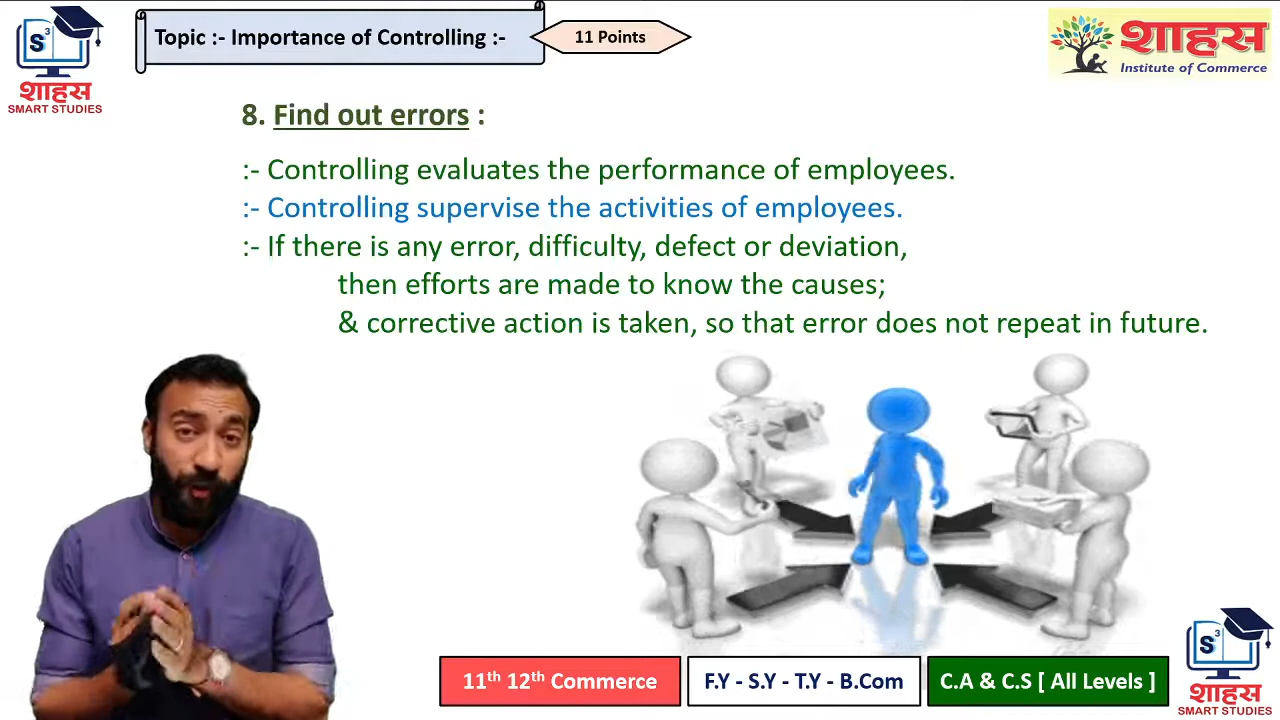 S³
शाहस
SMART STUDIES
Topic :- Importance of Controlling :-
11 Points
शाहस
Institute of Commerce
8. Find out errors :
:- Controlling evaluates the performance of employees.
:- Controlling supervise the activities of employees.
:- If there is any error, difficulty, defect or deviation,
then efforts are made to know the causes;
& corrective action is taken, so that error does not repeat in future.
11th 12th Commerce
F.Y - S.Y - T.Y - B.Com
C.A & C.S [ All Levels ]
S³
शाहस
SMART STUDIES